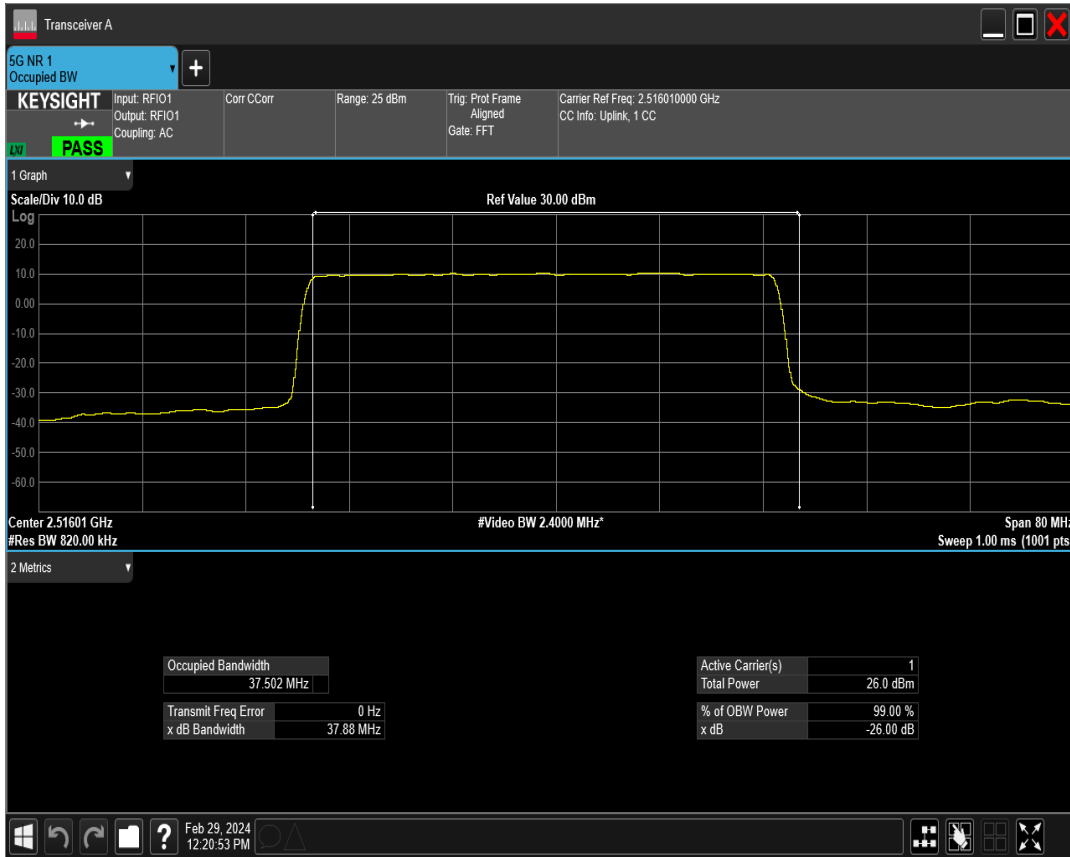 Transceiver A
5G NR 1
Occupied BW
KEYSIGHT
LXI
PASS
Input: RFIO1
Output: RFIO1
Coupling: AC
Corr CCorr
Range: 25 dBm
Trig: Prot Frame
Aligned
Gate: FFT
Carrier Ref Freq: 2.516010000 GHz
CC Info: Uplink, 1 CC
1 Graph
Scale/Div 10.0 dB
Ref Value 30.00 dBm
Log
20.0
10.0
0.00
-10.0
-20.0
-30.0
-40.0
-50.0
-60.0
Center 2.51601 GHz
#Video BW 2.4000 MHz*
Span 80 MHz
#Res BW 820.00 kHz
Sweep 1.00 ms (1001 pts
2 Metrics
Occupied Bandwidth
37.502 MHz
Transmit Freq Error 0 Hz
x dB Bandwidth 37.88 MHz
Active Carrier(s) 1
Total Power 26.0 dBm
% of OBW Power 99.00 %
x dB -26.00 dB
?
Feb 29, 2024
12:20:53 PM